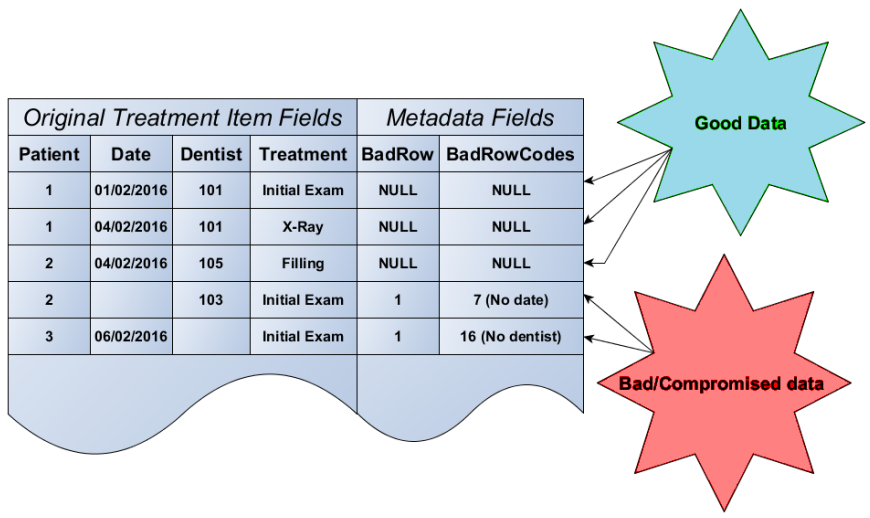 Original Treatment Item Fields Metadata Fields
Patient Date Dentist Treatment BadRow BadRowCodes
1 01/02/2016 101 Initial Exam NULL NULL
1 04/02/2016 101 X-Ray NULL NULL
2 04/02/2016 105 Filling NULL NULL
2 103 Initial Exam 1 7 (No date)
3 06/02/2016 Initial Exam 1 16 (No dentist)
Good Data
Bad/Compromised data